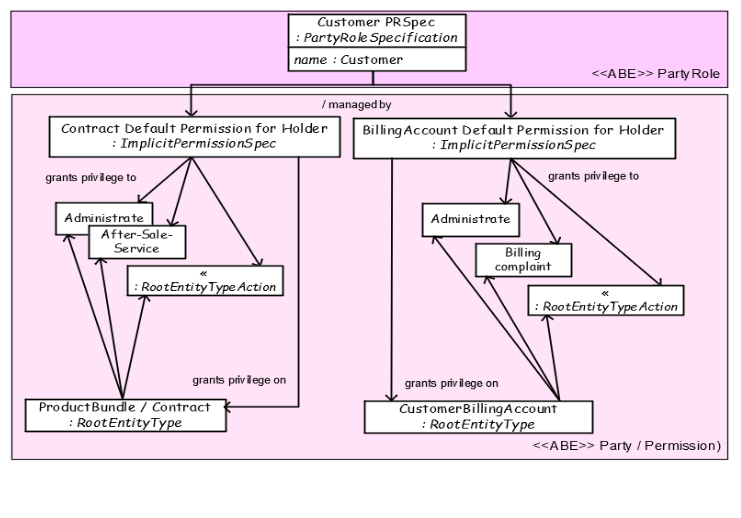 Customer PRSpec
: PartyRoleSpecification
name : Customer
<<ABE>> PartyRole
/ managed by
Contract Default Permission for Holder
: ImplicitPermissionSpec
BillingAccount Default Permission for Holder
: ImplicitPermissionSpec
grants privilege to
grants privilege to
Administrate
After-Sale-
Service
Administrate
Billing
complaint
«
: RootEntityTypeAction
«
: RootEntityTypeAction
grants privilege on
grants privilege on
ProductBundle / Contract
: RootEntityType
CustomerBillingAccount
: RootEntityType
<<ABE>> Party / Permission)